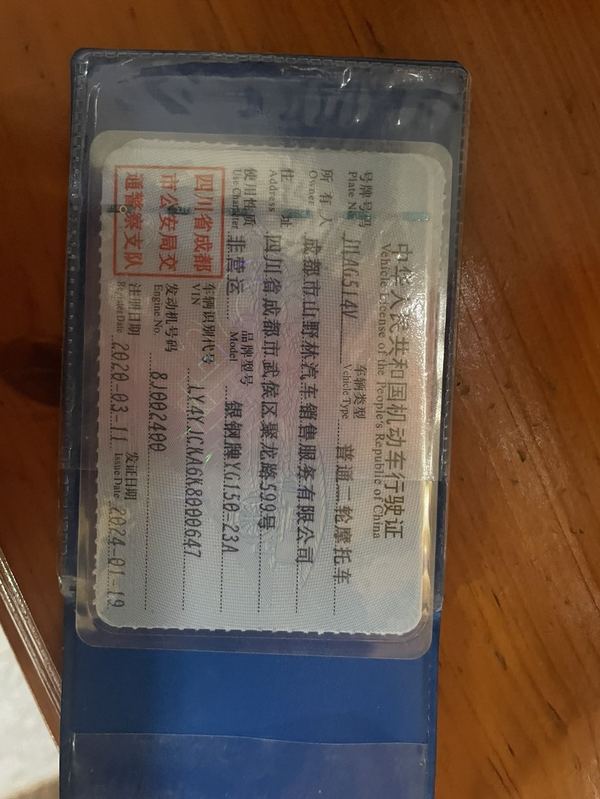 中华人民共和国机动车行驶证
Vehicle License of the People's Republic of China
号牌号码 川AG514V 车辆类型 普通二轮摩托车
Plate No. Vehicle Type
所有人 成都市山野林汽车销售服务有限公司
Owner
住址 四川省成都市武侯区聚龙路599号
Address
使用性质 非营运 品牌型号 银钢牌YG150-23A
Use Character Model
四川省成都
市公安局交
通警察支队
车辆识别代号 LY4YJCKA6K8000647
VIN
发动机号码 8J002400
Engine No.
注册日期 2020-03-11 发证日期 2024-01-19
Register Date Issue Date